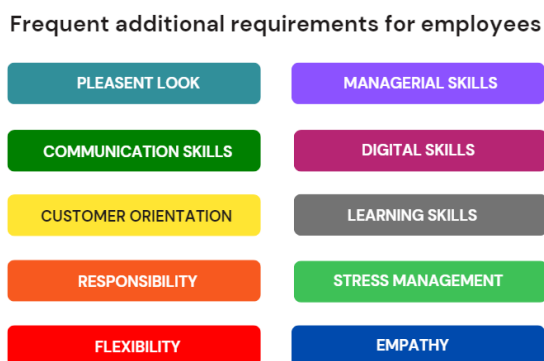 Frequent additional requirements for employees
PLEASENT LOOK
MANAGERIAL SKILLS
COMMUNICATION SKILLS
DIGITAL SKILLS
CUSTOMER ORIENTATION
LEARNING SKILLS
RESPONSIBILITY
STRESS MANAGEMENT
FLEXIBILITY
EMPATHY